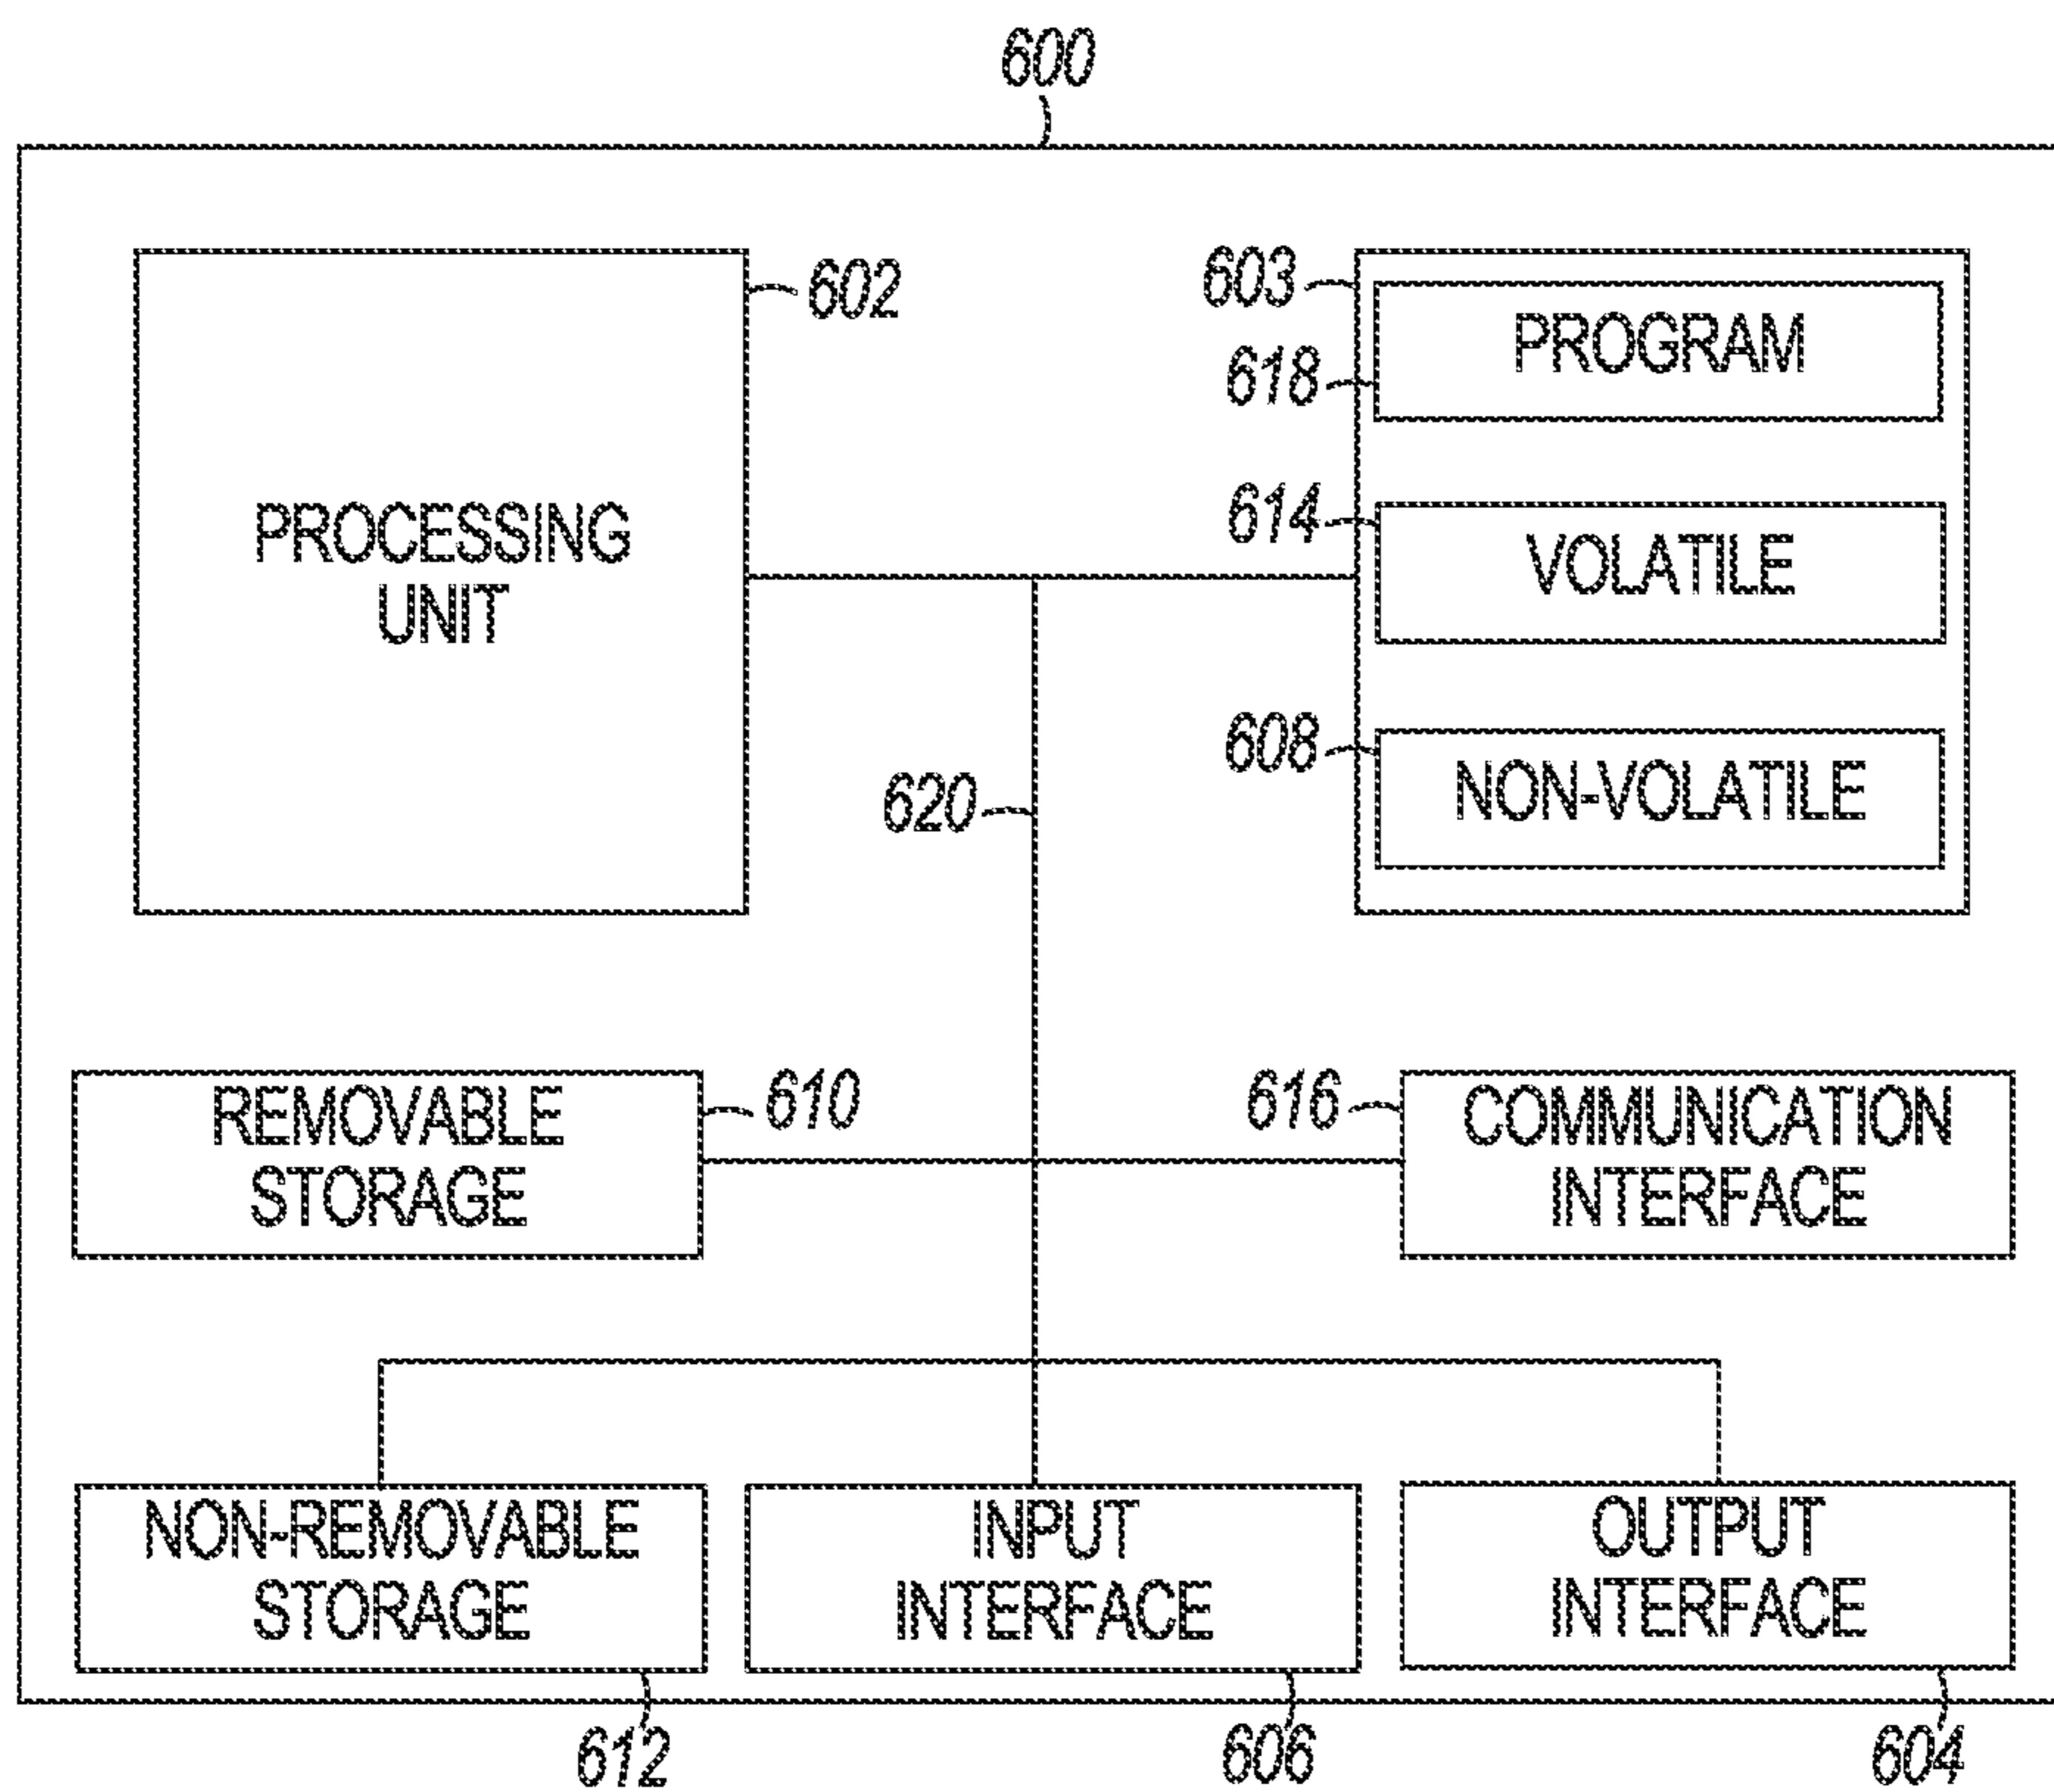 600
602
PROCESSING
UNIT
603
PROGRAM
618
614
VOLATILE
608
NON-VOLATILE
620
REMOVABLE
STORAGE
610
616
COMMUNICATION
INTERFACE
NON-REMOVABLE
STORAGE
INPUT
INTERFACE
OUTPUT
INTERFACE
612
606
604